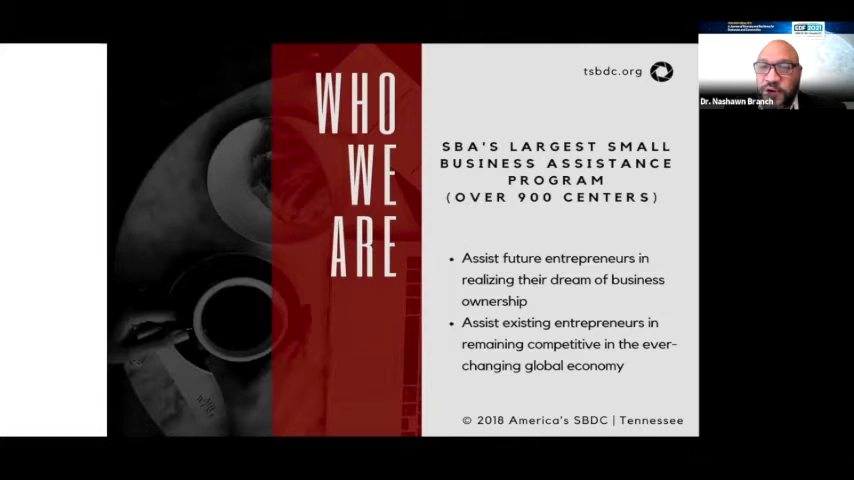 WHO
WE
ARE
tsbdc.org
SBA'S LARGEST SMALL
BUSINESS ASSISTANCE
PROGRAM
(OVER 900 CENTERS)
• Assist future entrepreneurs in
realizing their dream of business
ownership
• Assist existing entrepreneurs in
remaining competitive in the ever-
changing global economy
© 2018 America's SBDC | Tennessee
Dr. Nashawn Branch